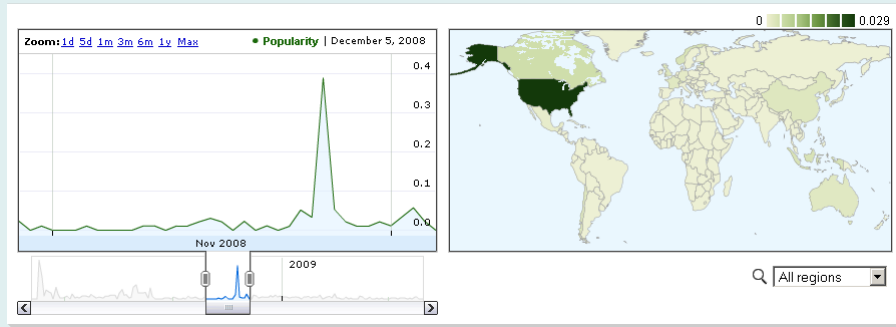 0 0.029
Zoom: 1d 5d 1m 3m 6m 1y Max
Popularity | December 5, 2008
0.4
0.3
0.2
0.1
0.0
Nov 2008
2009
All regions